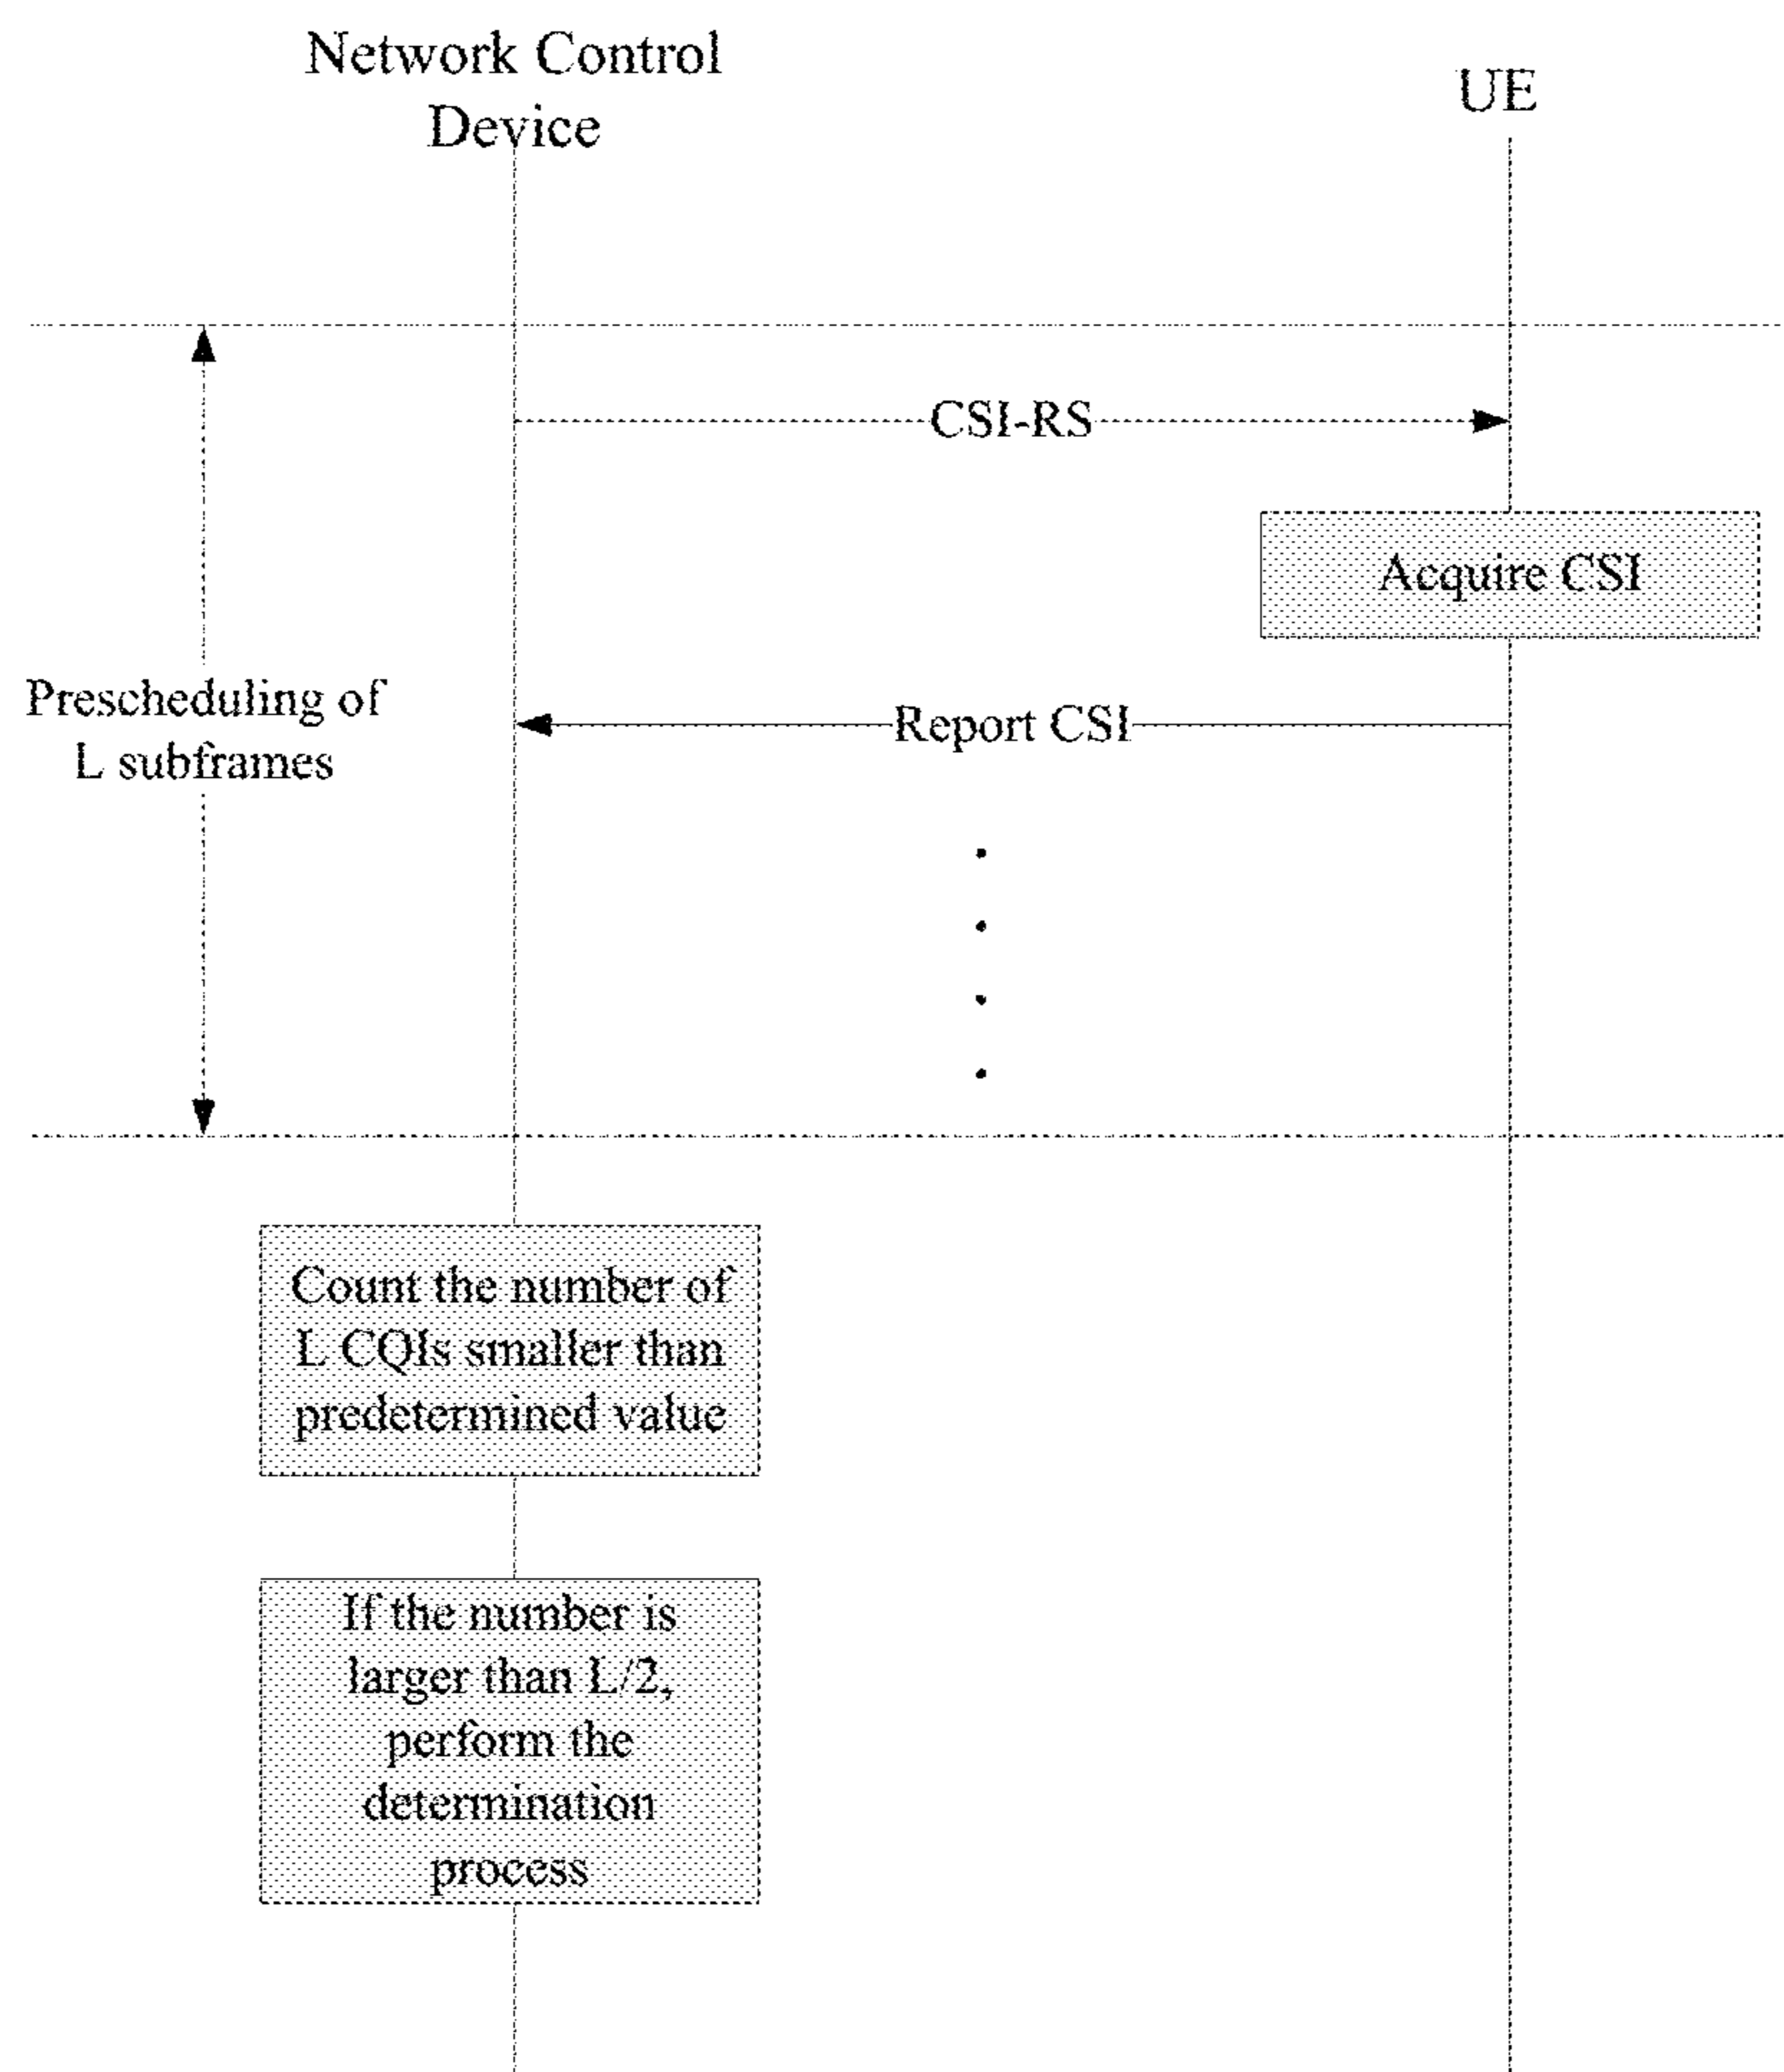 Network Control
Device
UE
CSI-RS
Acquire CSI
Prescheduling of
L subframes
Report CSI
Count the number of
L CQIs smaller than
predetermined value
If the number is
larger than L/2,
perform the
determination
process